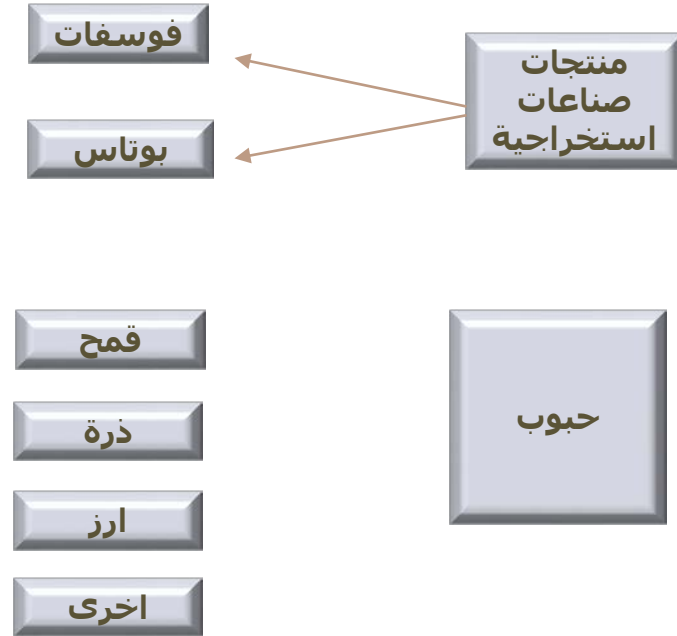 منتجات
صناعات
استخراجية
فوسفات
بوتاس
حبوب
قمح
ذرة
ارز
اخرى